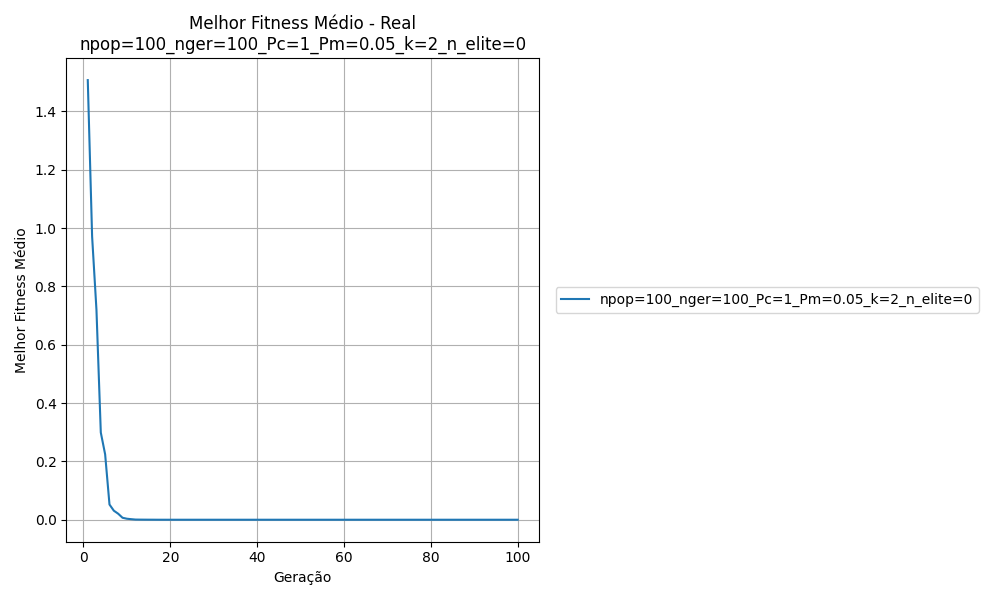 Melhor Fitness Médio - Real
npop=100_nger=100_Pc=1_Pm=0.05_k=2_n_elite=0
Melhor Fitness Médio
1.4
1.2
1.0
0.8
0.6
0.4
0.2
0.0
0 20 40 60 80 100
Geração
npop=100_nger=100_Pc=1_Pm=0.05_k=2_n_elite=0